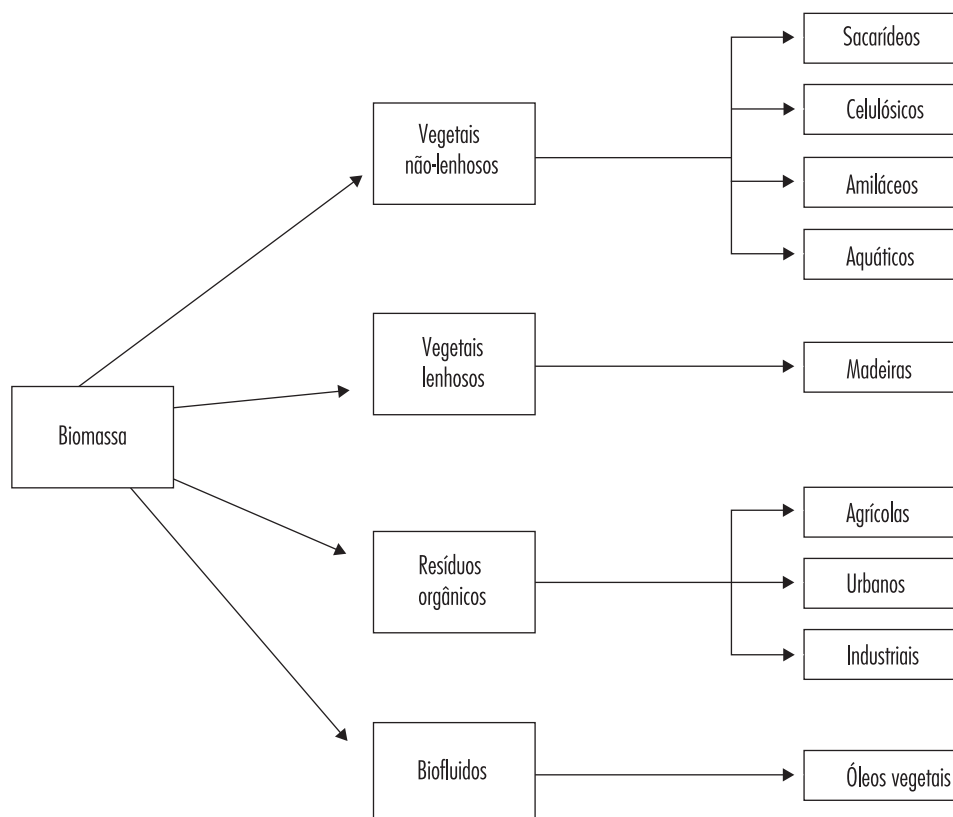 Biomassa
Vegetais
não-lenhosos
Sacarídeos
Celulósicos
Amiláceos
Aquáticos
Vegetais
lenhosos
Madeiras
Resíduos
orgânicos
Agrícolas
Urbanos
Industriais
Biofluidos
Óleos vegetais